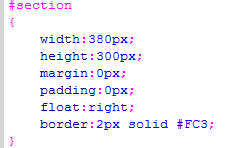 #section
{
width:380px;
height:300px;
margin:0px;
padding:0px;
float:right;
border:2px solid #FC3;
}